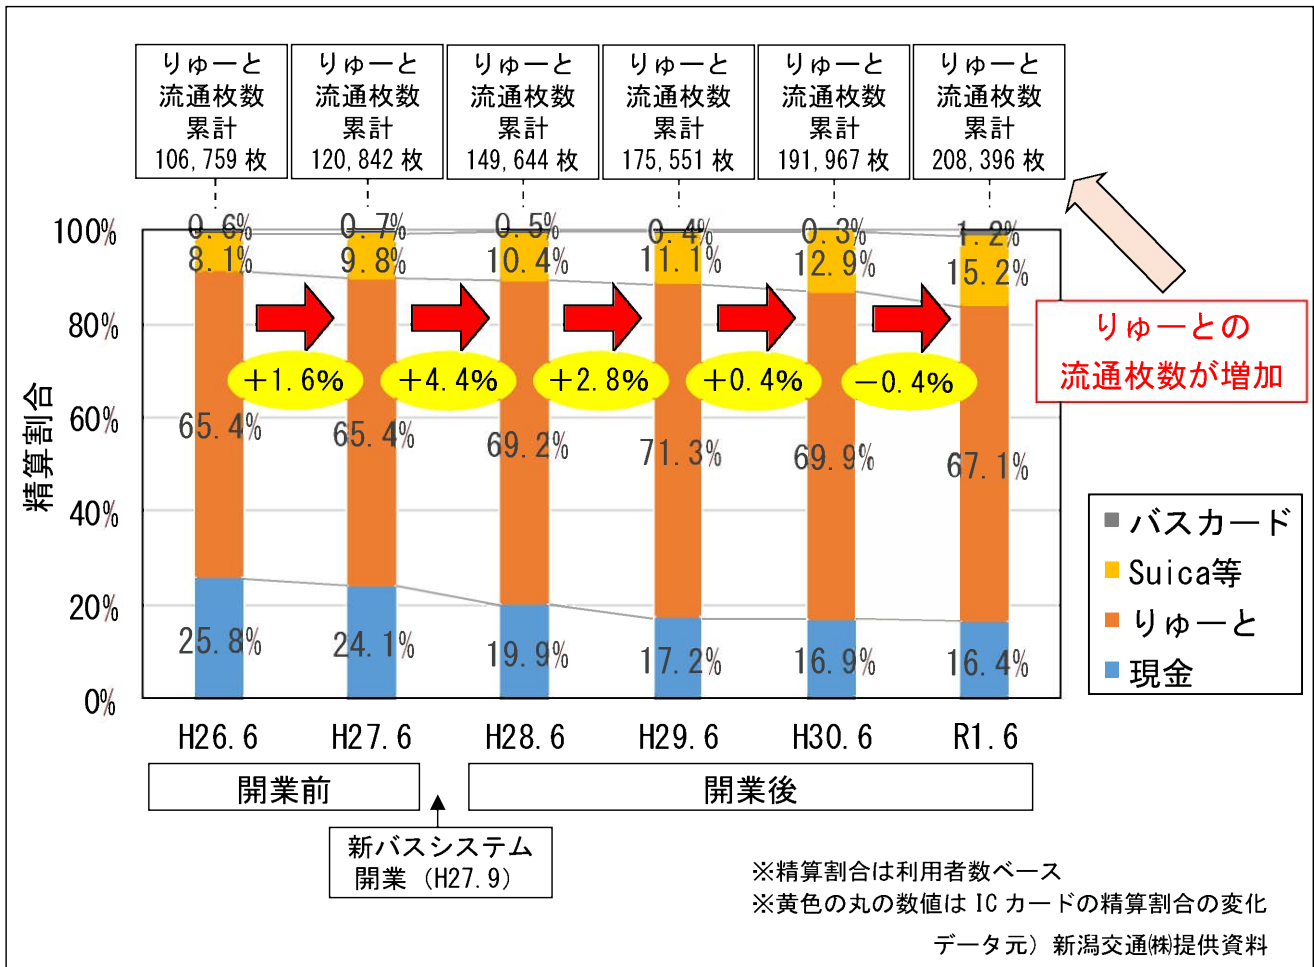 りゅーと
流通枚数
累計
106,759 枚
りゅーと
流通枚数
累計
120,842 枚
りゅーと
流通枚数
累計
149,644 枚
りゅーと
流通枚数
累計
175,551 枚
りゅーと
流通枚数
累計
191,967 枚
りゅーと
流通枚数
累計
208,396 枚
りゅーとの
流通枚数が増加
精算割合
100%
80%
60%
40%
20%
0%
0.6%
0.7%
0.5%
0.4%
0.3%
1.2%
8.1%
9.8%
10.4%
11.1%
12.9%
15.2%
+1.6%
+4.4%
+2.8%
+0.4%
−0.4%
65.4%
65.4%
69.2%
71.3%
69.9%
67.1%
25.8%
24.1%
19.9%
17.2%
16.9%
16.4%
バスカード
Suica等
りゅーと
現金
H26.6
H27.6
H28.6
H29.6
H30.6
R1.6
開業前
開業後
新バスシステム
開業（H27.9）
※精算割合は利用者数ベース
※黄色の丸の数値は IC カードの精算割合の変化
データ元）新潟交通㈱提供資料